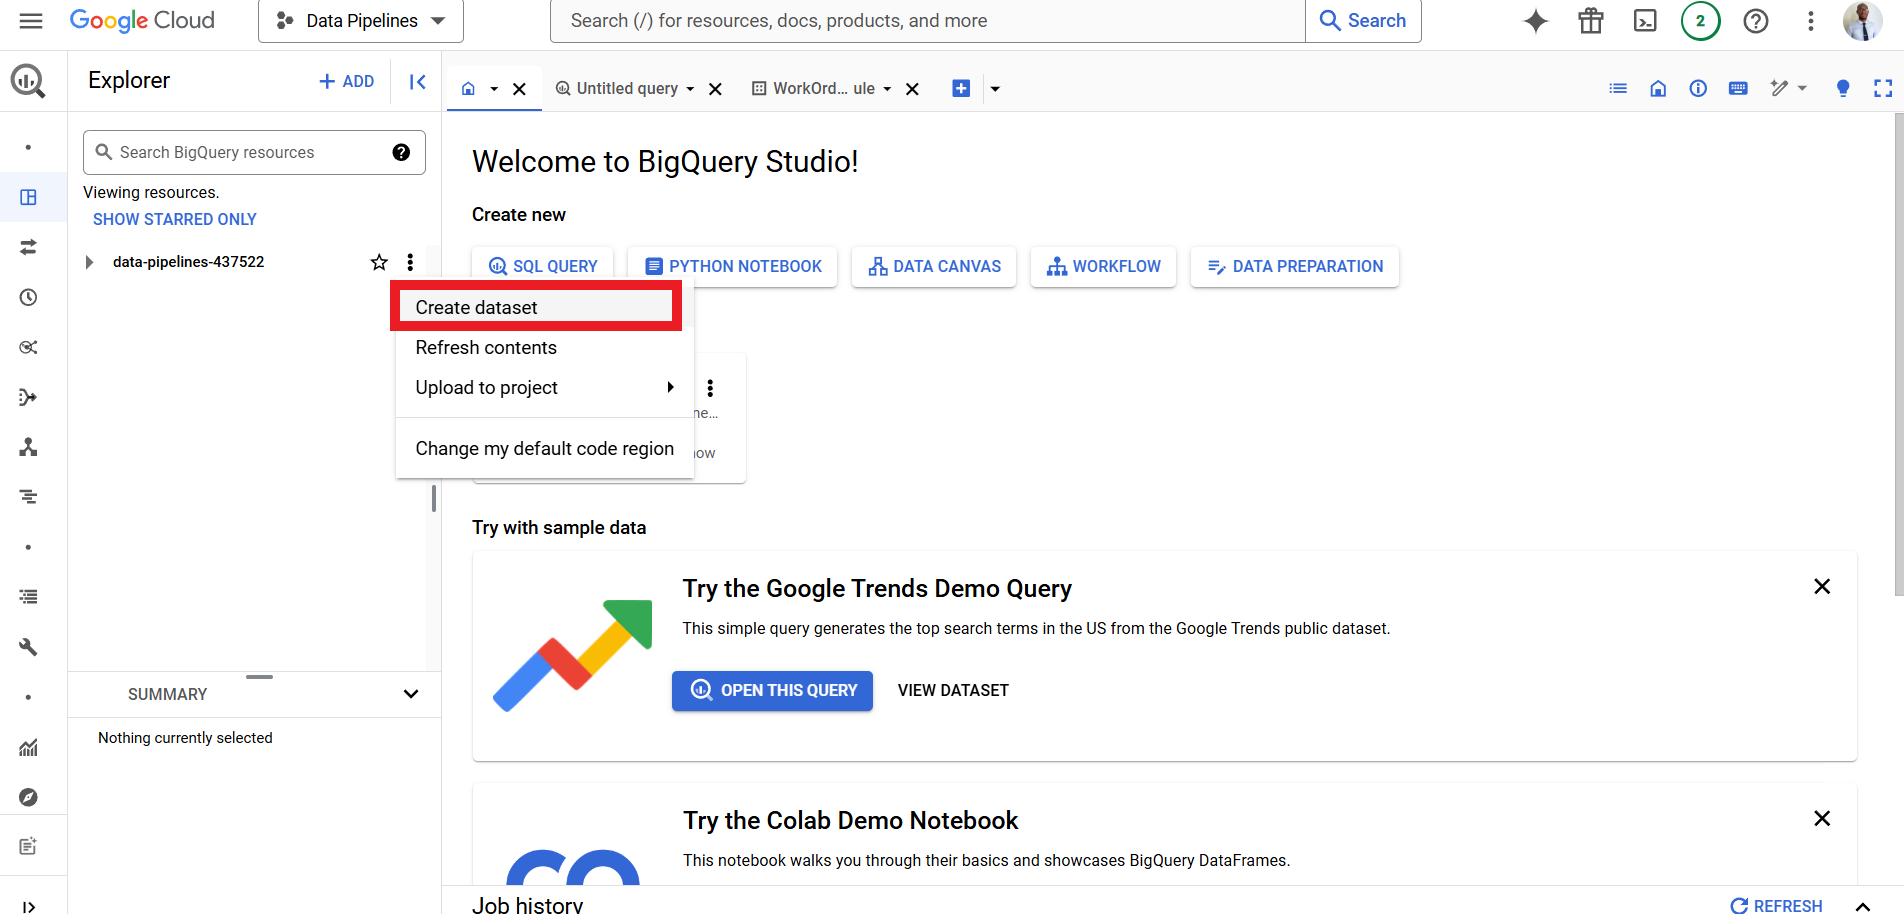 Google Cloud
Data Pipelines
Search (/) for resources, docs, products, and more
Search
2
Explorer
ADD
Untitled query
WorkOrd... ule
Search BigQuery resources
Viewing resources.
SHOW STARRED ONLY
data-pipelines-437522
Welcome to BigQuery Studio!
Create new
SQL QUERY
PYTHON NOTEBOOK
DATA CANVAS
WORKFLOW
DATA PREPARATION
Create dataset
Refresh contents
Upload to project
Change my default code region
ne...
Try with sample data
Try the Google Trends Demo Query
This simple query generates the top search terms in the US from the Google Trends public dataset.
OPEN THIS QUERY
VIEW DATASET
SUMMARY
Nothing currently selected
Try the Colab Demo Notebook
This notebook walks you through their basics and showcases BigQuery DataFrames.
Job history
REFRESH